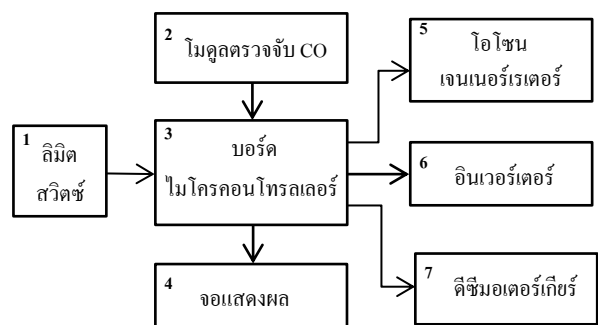 1
ลิมิต
สวิตซ์
2
โมดูลตรวจจับ CO
3
บอร์ด
ไมโครคอนโทรลเลอร์
4
จอแสดงผล
5
โอโซน
เจนเนอร์เรเตอร์
6
อินเวอร์เตอร์
7
ดีซีมอเตอร์เกียร์